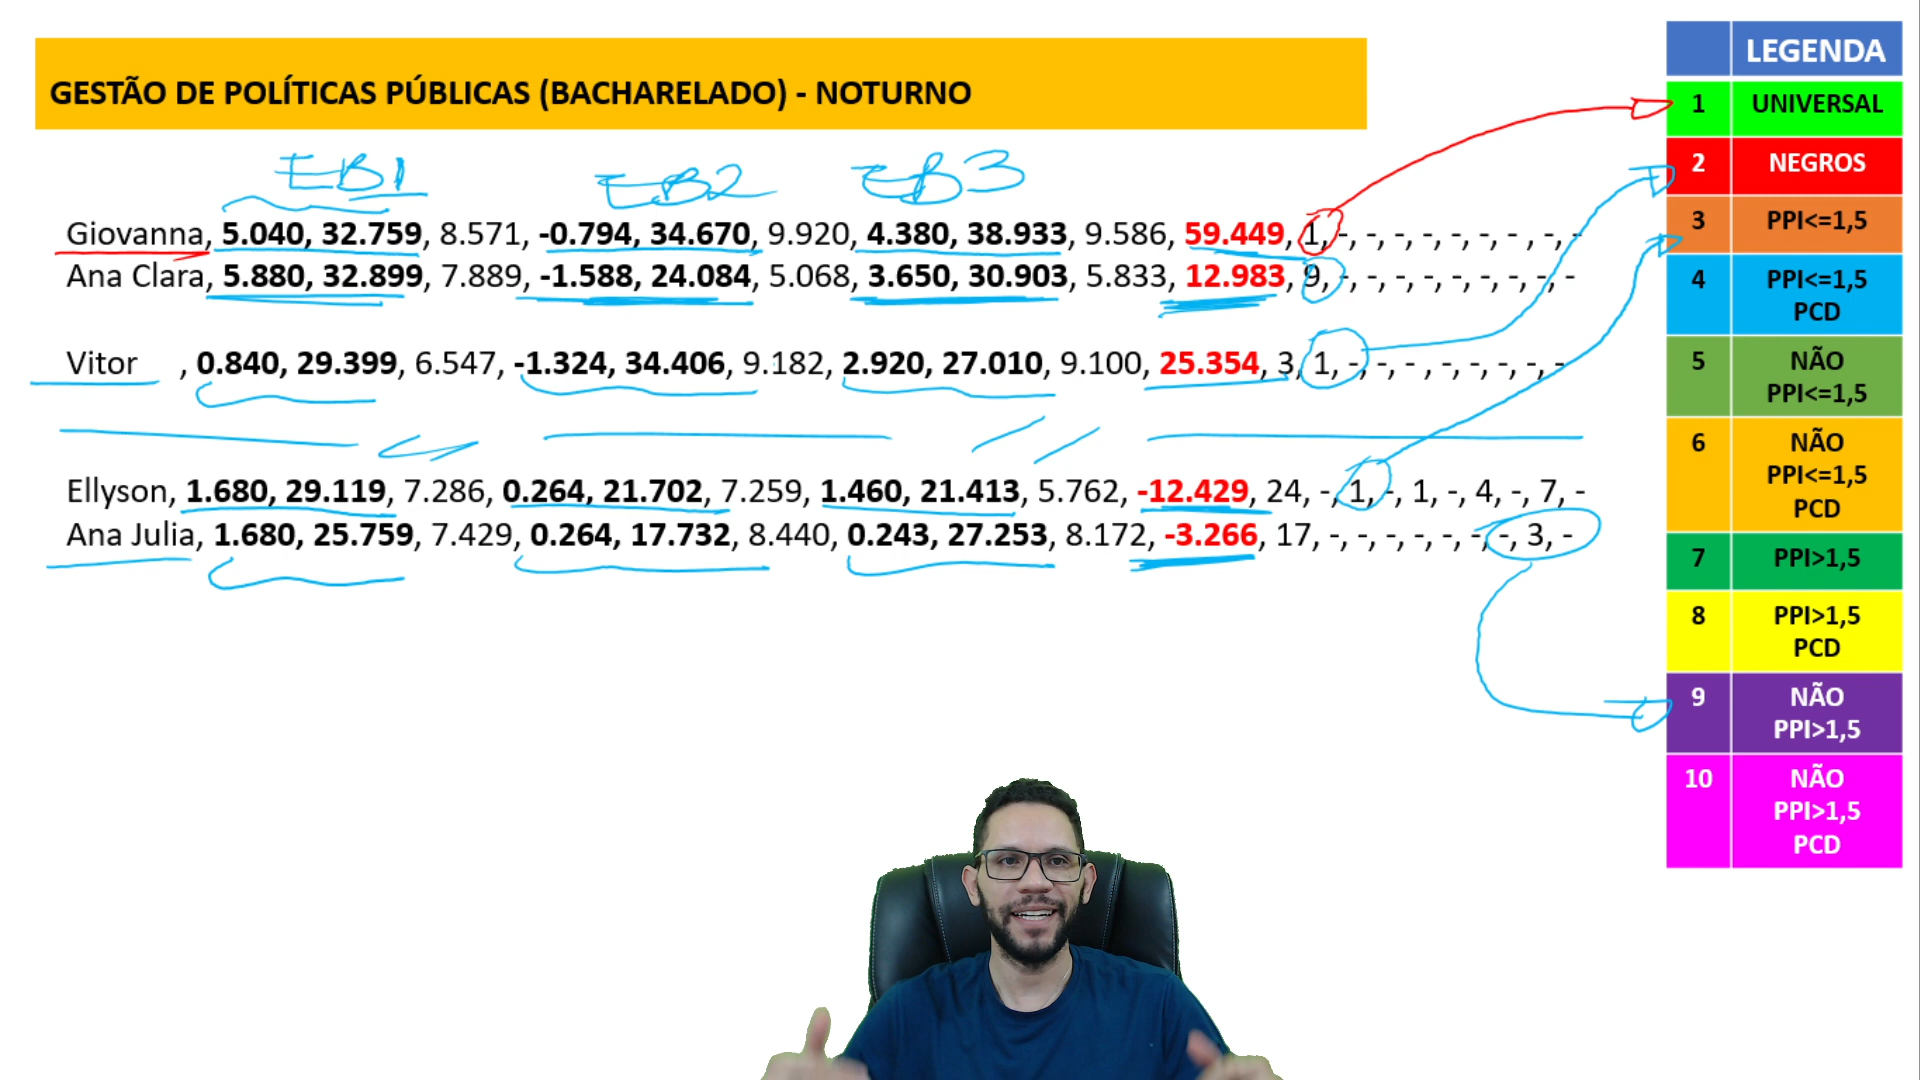 GESTÃO DE POLÍTICAS PÚBLICAS (BACHARELADO) - NOTURNO
EB1 EB2 EB3
Giovanna, 5.040, 32.759, 8.571, -0.794, 34.670, 9.920, 4.380, 38.933, 9.586, 59.449, 1, -, -, -, -, -, -, - , -, -
Ana Clara, 5.880, 32.899, 7.889, -1.588, 24.084, 5.068, 3.650, 30.903, 5.833, 12.983, 9, -, -, -, -, -, -, -, -, -
Vitor , 0.840, 29.399, 6.547, -1.324, 34.406, 9.182, 2.920, 27.010, 9.100, 25.354, 3, 1, -, -, - , -, -, -, -, -
Ellyson, 1.680, 29.119, 7.286, 0.264, 21.702, 7.259, 1.460, 21.413, 5.762, -12.429, 24, -, 1, -, 1, -, 4, -, 7, -
Ana Julia, 1.680, 25.759, 7.429, 0.264, 17.732, 8.440, 0.243, 27.253, 8.172, -3.266, 17, -, -, -, -, -, -, -, 3, -
LEGENDA
1 UNIVERSAL
2 NEGROS
3 PPI<=1,5
4 PPI<=1,5
PCD
5 NÃO
PPI<=1,5
6 NÃO
PPI<=1,5
PCD
7 PPI>1,5
8 PPI>1,5
PCD
9 NÃO
PPI>1,5
10 NÃO
PPI>1,5
PCD